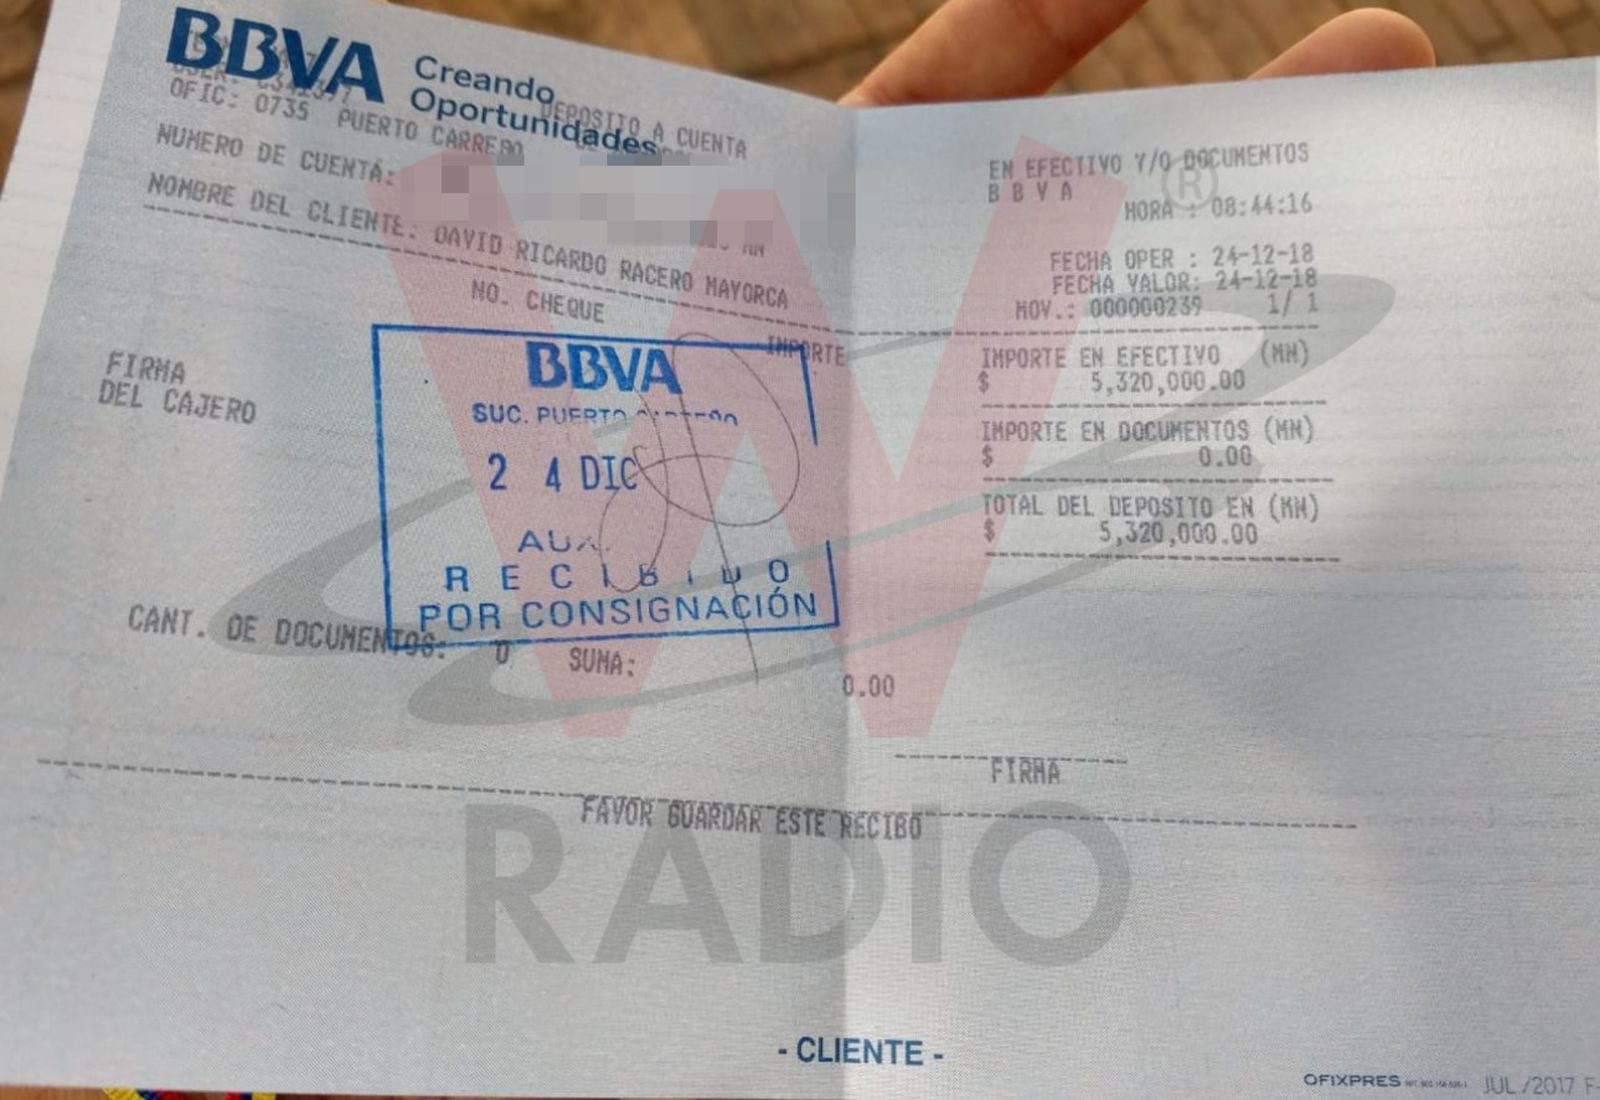 BBVA Creando
Oportunidades
DEPOSITO A CUENTA
OFIC: 0735 PUERTO CARRENO
NUMERO DE CUENTA:
NOMBRE DEL CLIENTE: DAVID RICARDO RACERO MAYORCA
NO. CHEQUE
IMPORTE
EN EFECTIVO Y/O DOCUMENTOS
B B V A
HORA : 08:44:16
FECHA OPER : 24-12-18
FECHA VALOR: 24-12-18
MOV.: 000000239 1/ 1
IMPORTE EN EFECTIVO (MN)
$ 5,320,000.00
IMPORTE EN DOCUMENTOS (MN)
$ 0.00
TOTAL DEL DEPOSITO EN (MN)
$ 5,320,000.00
FIRMA
DEL CAJERO
BBVA
SUC. PUERTO
2 4 DIC
AUX.
RECIBIDO
POR CONSIGNACIÓN
CANT. DE DOCUMENTOS: 0 SUMA:
0.00
FIRMA
FAVOR GUARDAR ESTE RECIBO
W
®
RADIO
- CLIENTE -
OFIXPRES JUL /2017 F-